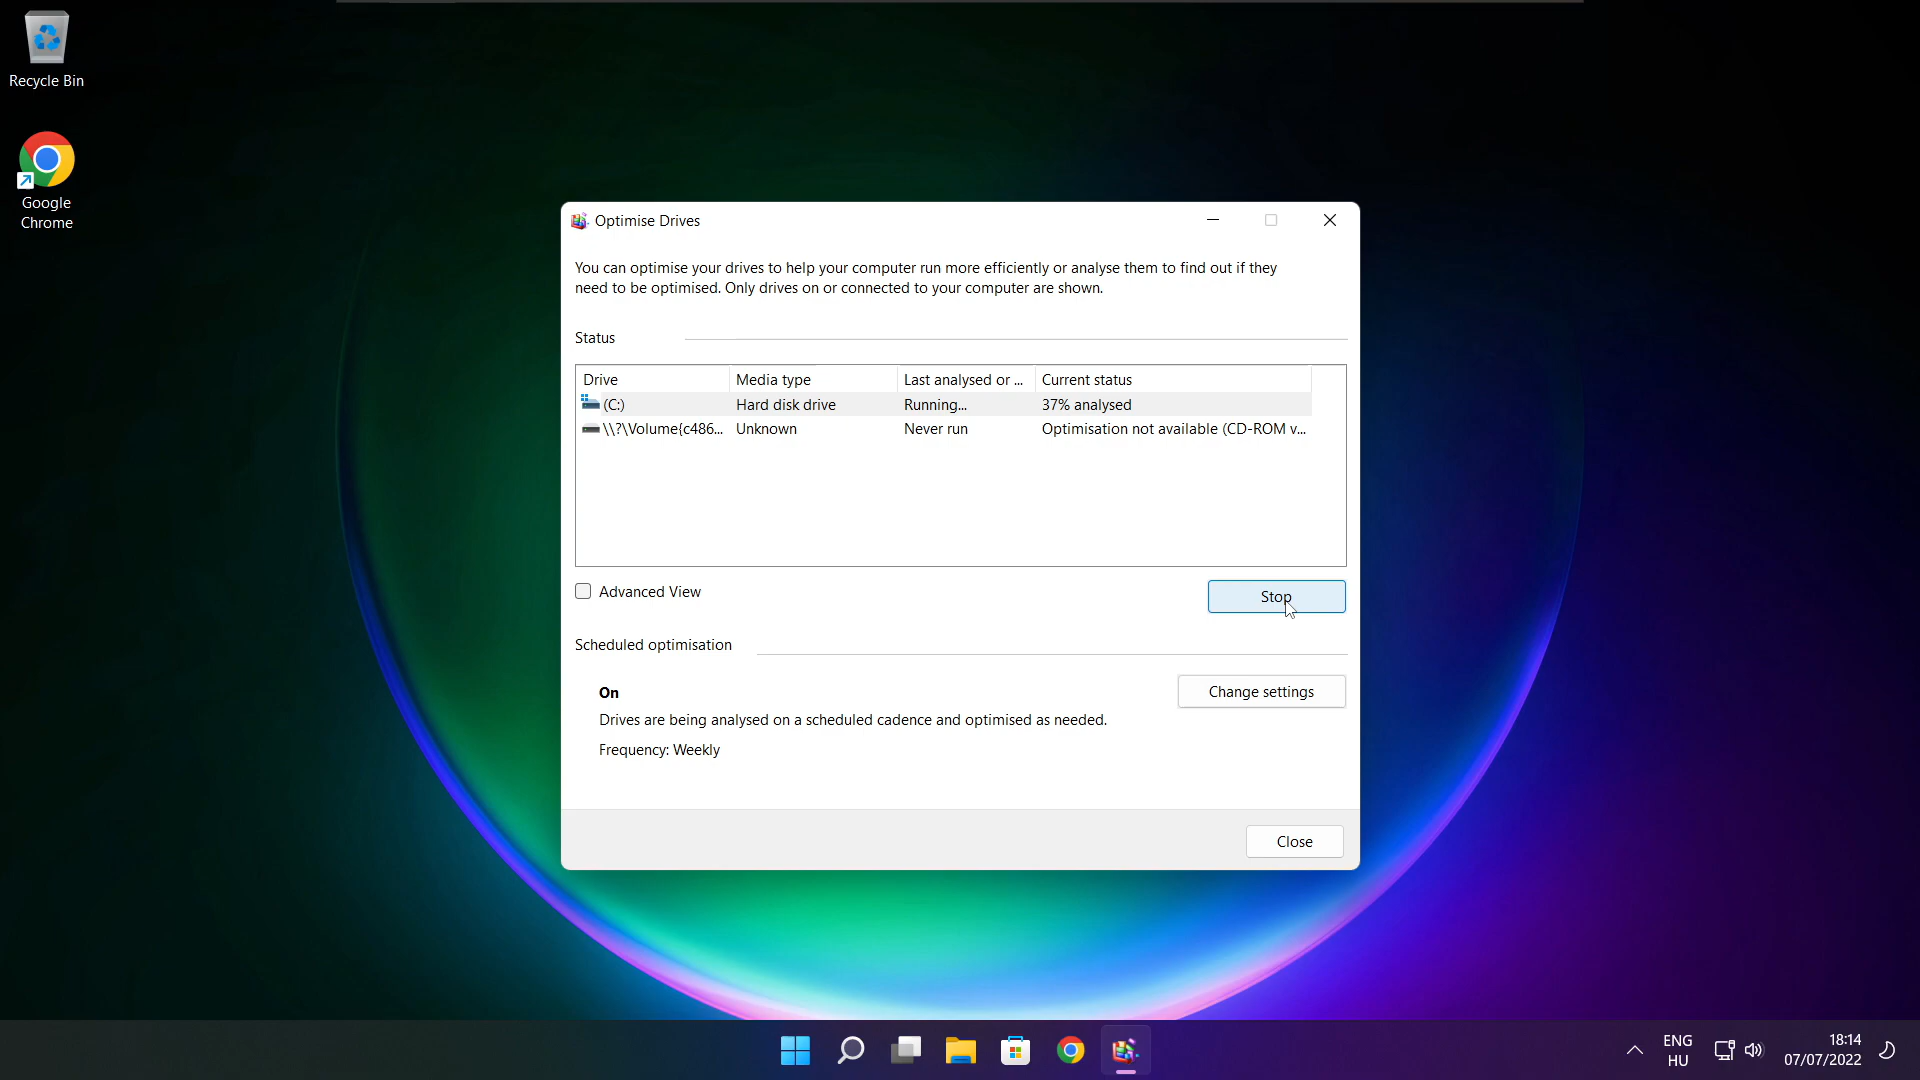 Recycle Bin
Google
Chrome
Optimise Drives
You can optimise your drives to help your computer run more efficiently or analyse them to find out if they
need to be optimised. Only drives on or connected to your computer are shown.
Status
Drive Media type Last analysed or ... Current status
(C:) Hard disk drive Running... 37% analysed
\\?\Volume{c486... Unknown Never run Optimisation not available (CD-ROM v...
Advanced View
Stop
Scheduled optimisation
On
Change settings
Drives are being analysed on a scheduled cadence and optimised as needed.
Frequency: Weekly
Close
ENG
HU
18:14
07/07/2022